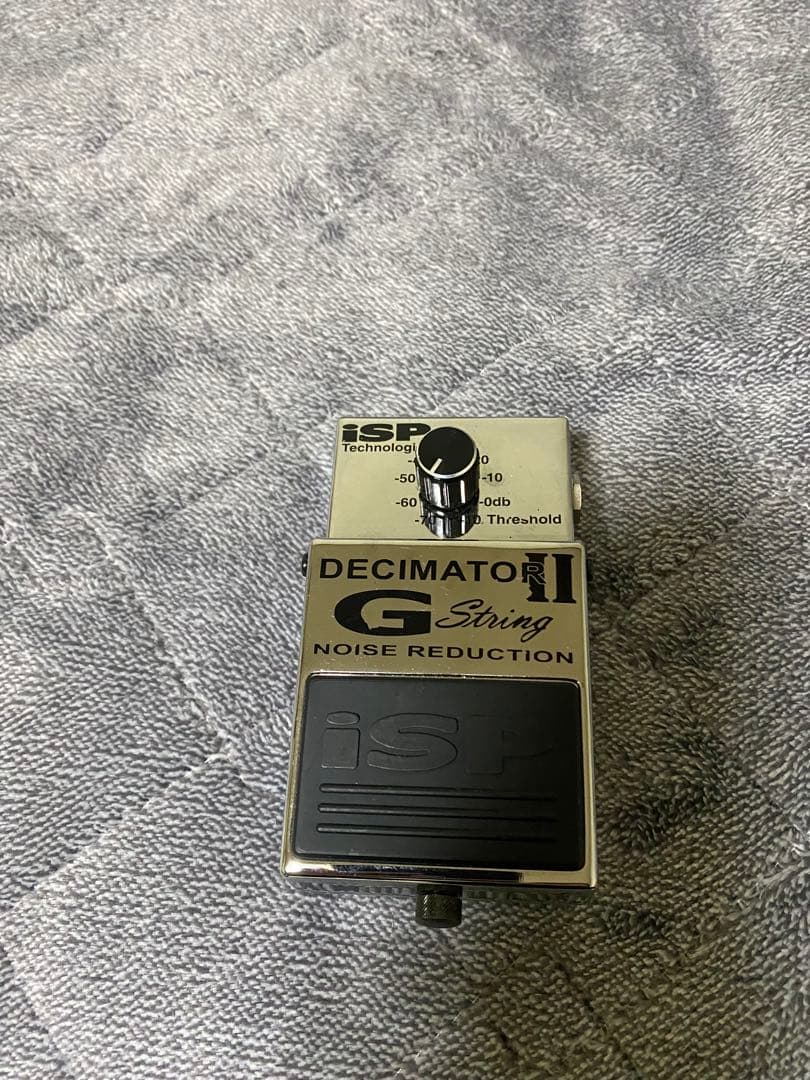 iSP
Technologi
-50 -10
-60 -0db
Threshold
DECIMATOR II
G String
NOISE REDUCTION
iSP